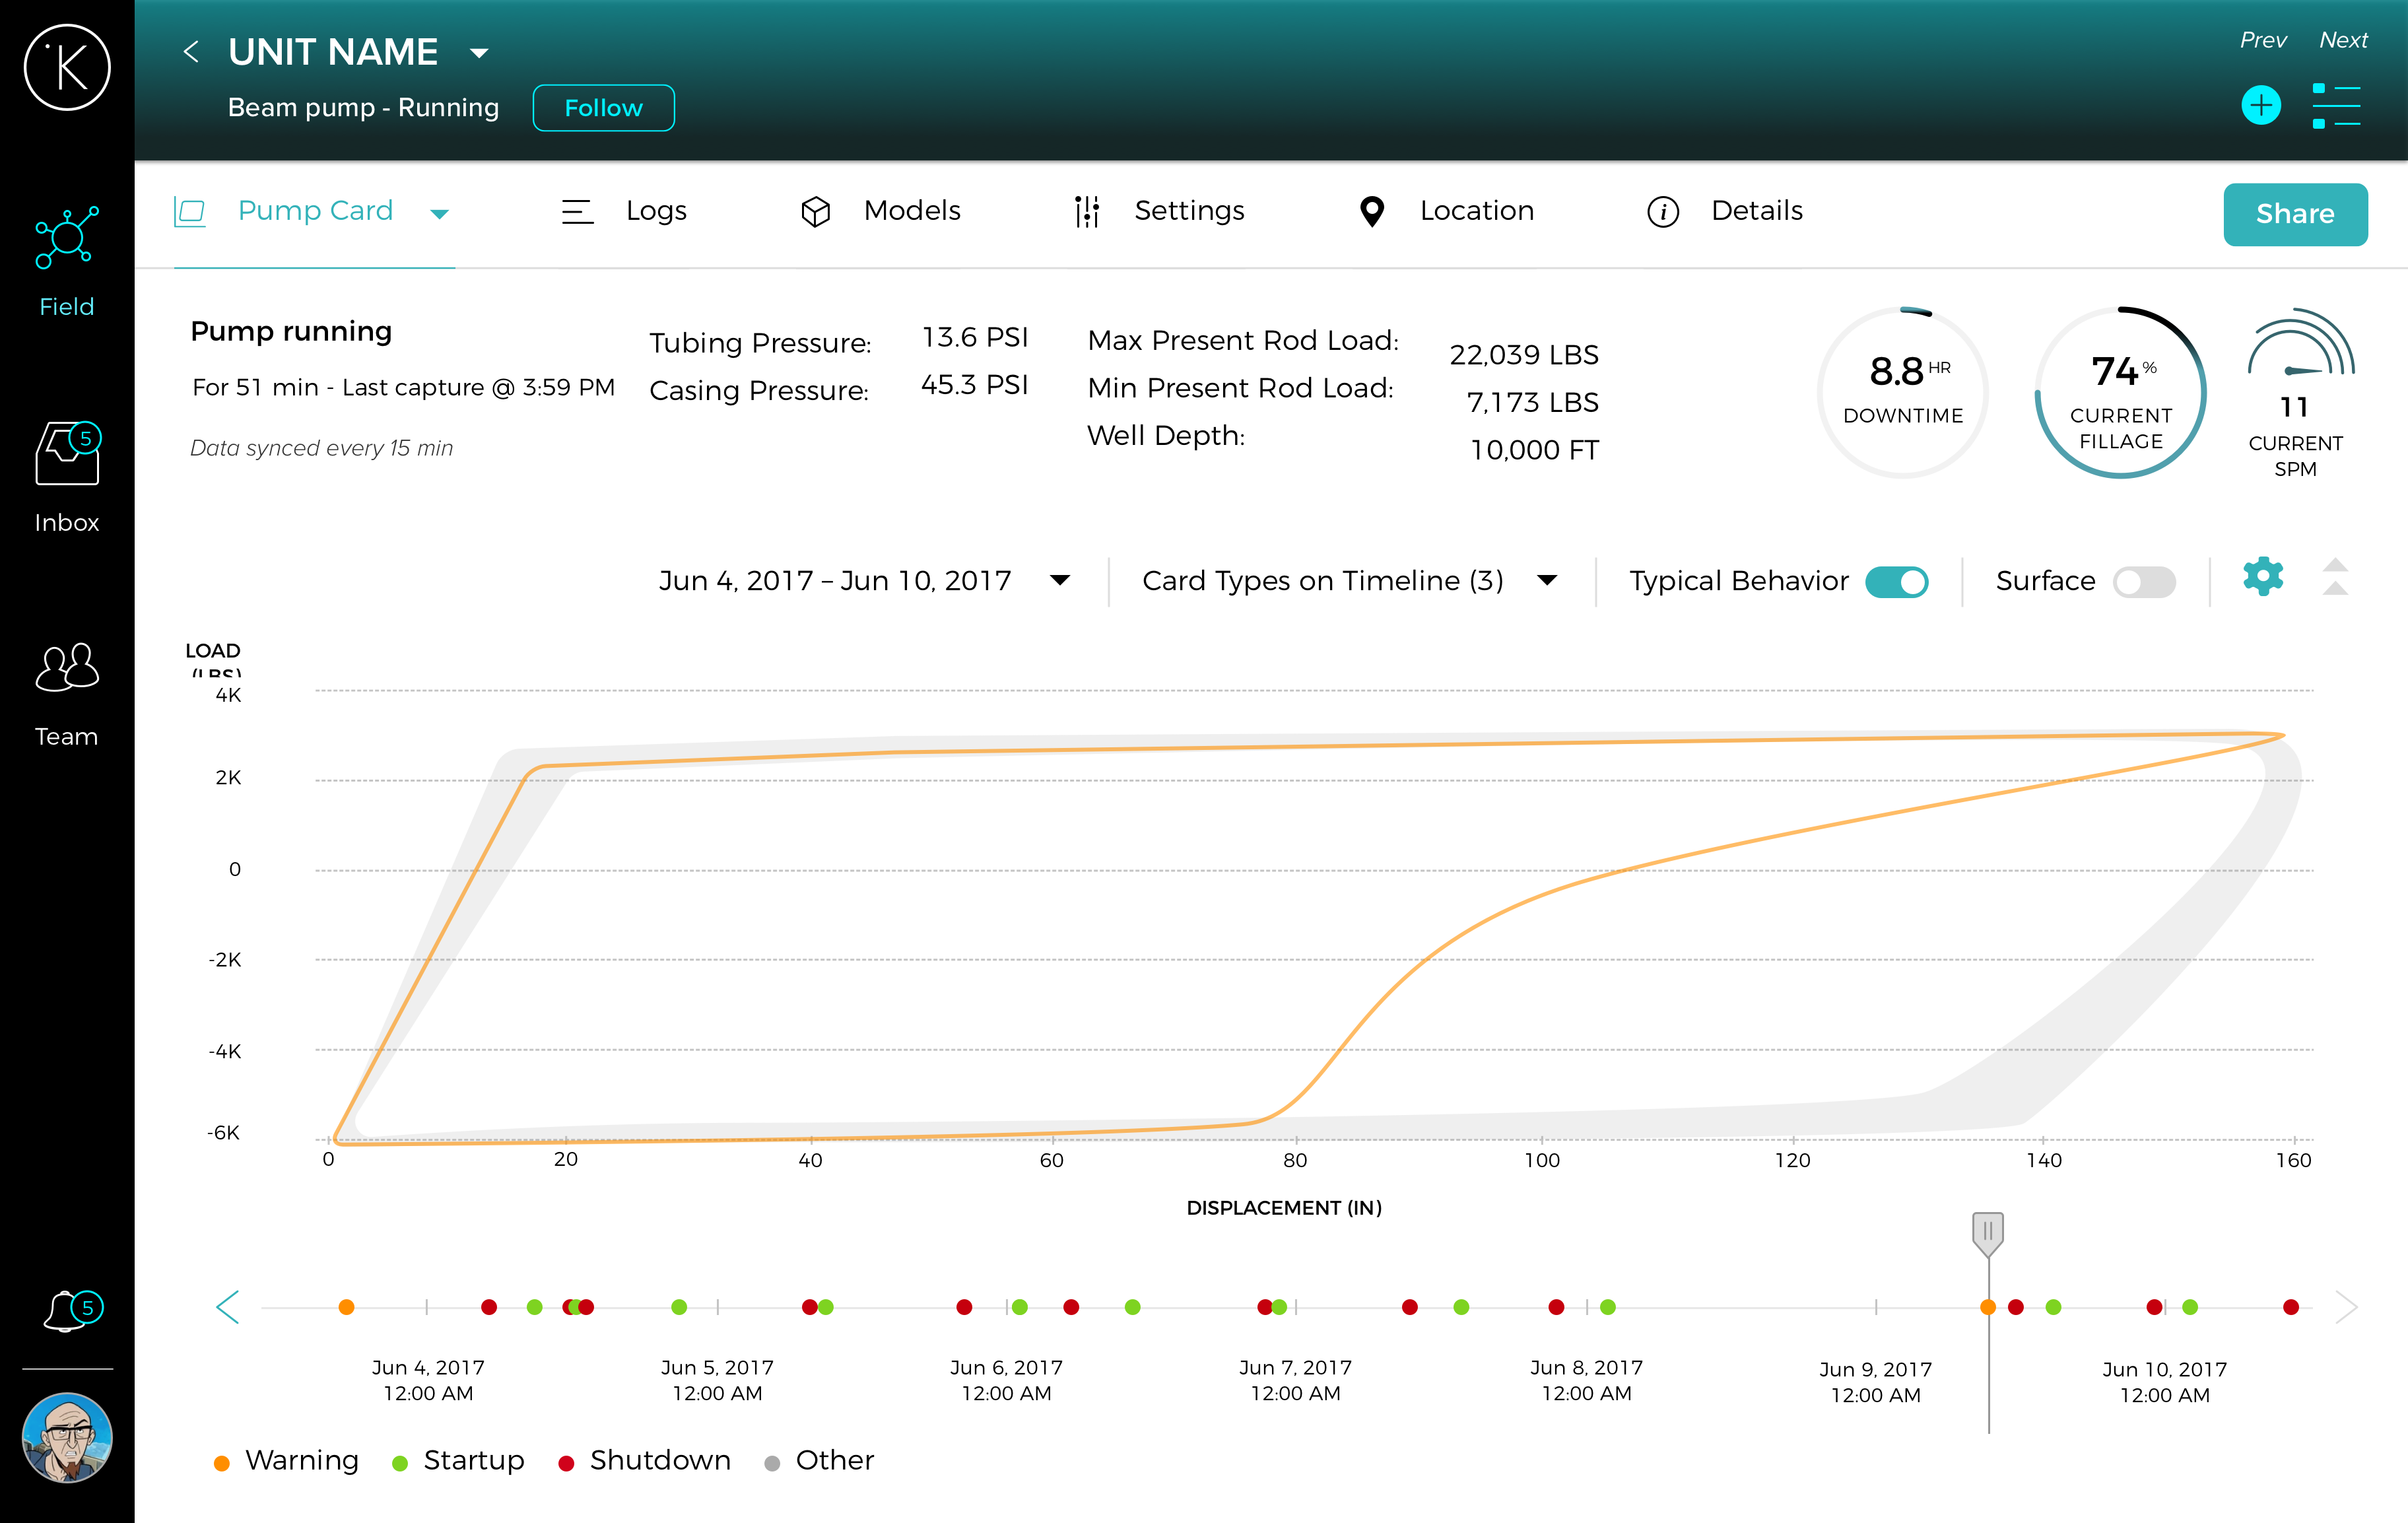 K
UNIT NAME
Prev Next
Beam pump - Running
Follow
Pump Card
Logs
Models
Settings
Location
Details
Share
Field
Inbox
5
Team
5
Pump running
For 51 min - Last capture @ 3:59 PM
Data synced every 15 min
Tubing Pressure: 13.6 PSI
Casing Pressure: 45.3 PSI
Max Present Rod Load: 22,039 LBS
Min Present Rod Load: 7,173 LBS
Well Depth: 10,000 FT
8.8 HR
DOWNTIME
74 %
CURRENT
FILLAGE
11
CURRENT
SPM
Jun 4, 2017 – Jun 10, 2017
Card Types on Timeline (3)
Typical Behavior
Surface
LOAD
(LBS)
4K
2K
0
-2K
-4K
-6K
0 20 40 60 80 100 120 140 160
DISPLACEMENT (IN)
Jun 4, 2017
12:00 AM
Jun 5, 2017
12:00 AM
Jun 6, 2017
12:00 AM
Jun 7, 2017
12:00 AM
Jun 8, 2017
12:00 AM
Jun 9, 2017
12:00 AM
Jun 10, 2017
12:00 AM
Warning
Startup
Shutdown
Other